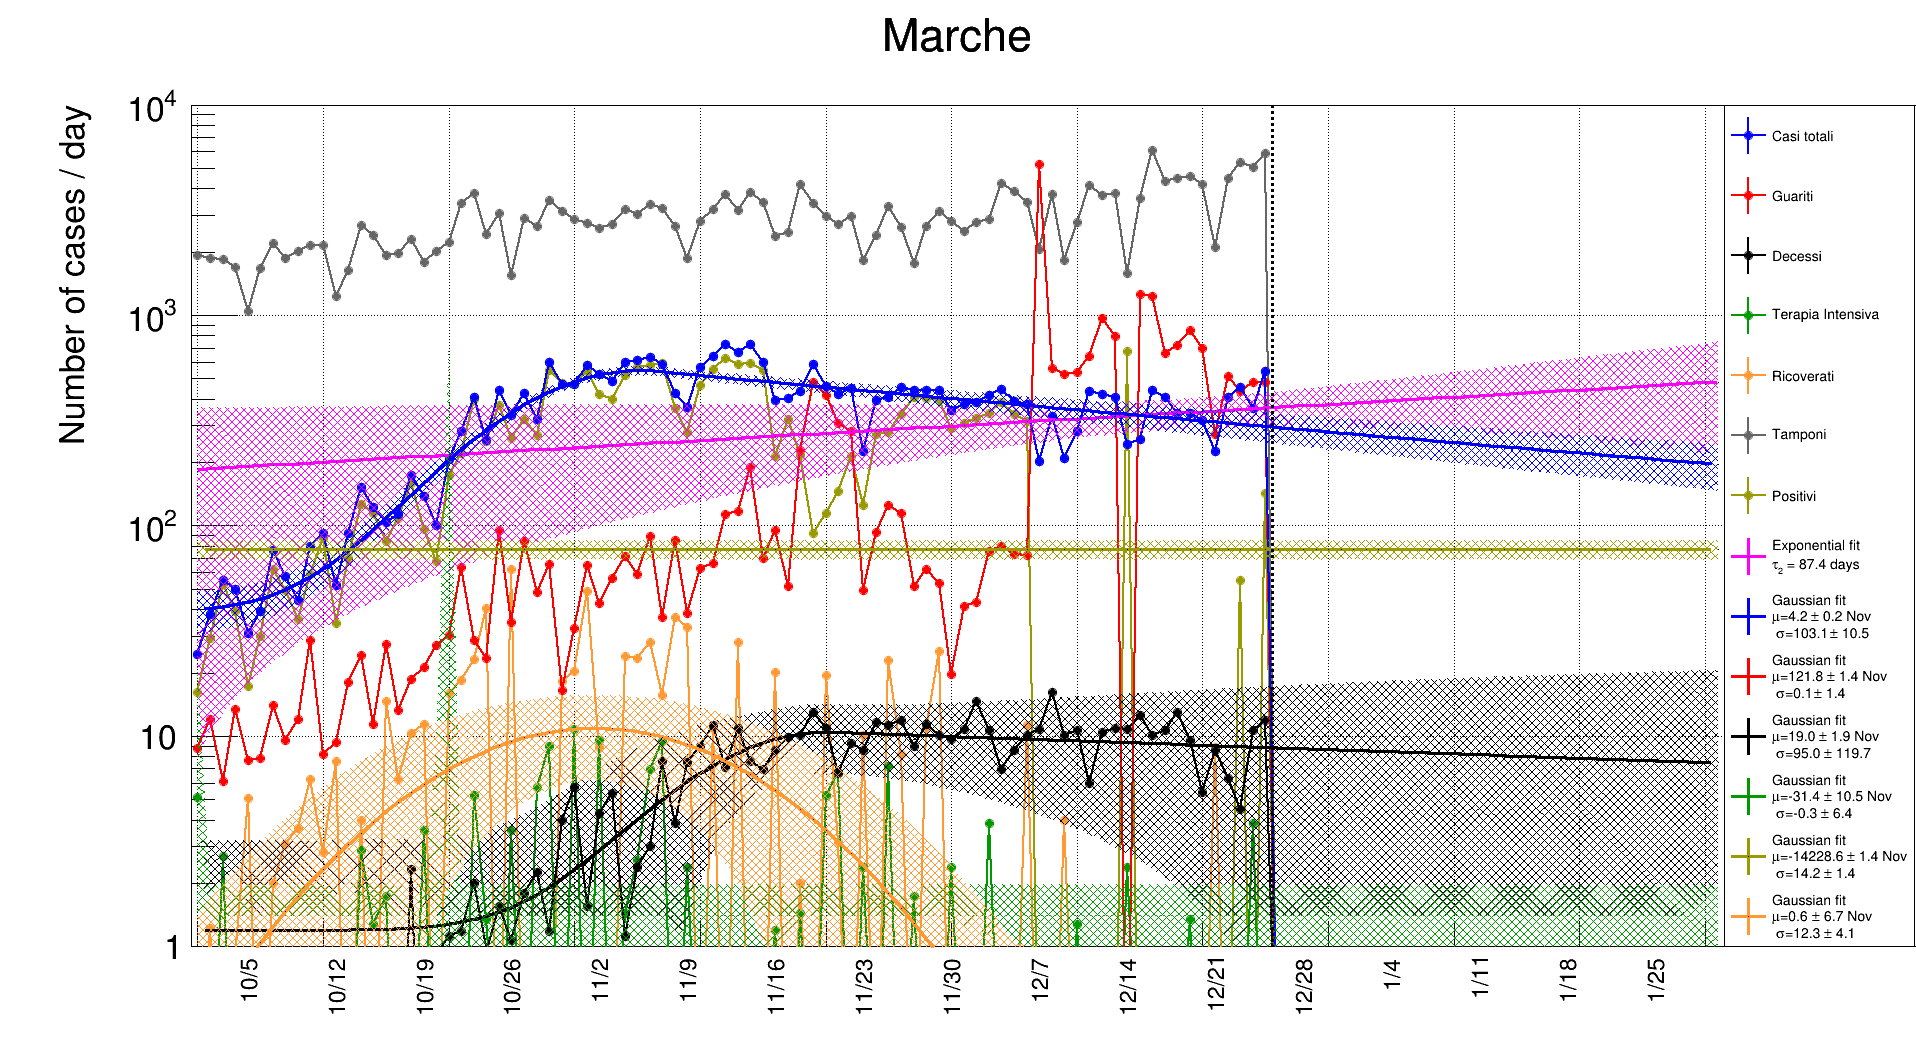 Marche
Number of cases / day
10⁴
10³
10²
10
1
10/5
10/12
10/19
10/26
11/2
11/9
11/16
11/23
11/30
12/7
12/14
12/21
12/28
1/4
1/11
1/18
1/25
Casi totali
Guariti
Decessi
Terapia Intensiva
Ricoverati
Tamponi
Positivi
Exponential fit
τ₂ = 87.4 days
Gaussian fit
μ=4.2 ± 0.2 Nov
σ=103.1 ± 10.5
Gaussian fit
μ=121.8 ± 1.4 Nov
σ=0.1 ± 1.4
Gaussian fit
μ=19.0 ± 1.9 Nov
σ=95.0 ± 119.7
Gaussian fit
μ=-31.4 ± 10.5 Nov
σ=-0.3 ± 6.4
Gaussian fit
μ=-14228.6 ± 1.4 Nov
σ=14.2 ± 1.4
Gaussian fit
μ=0.6 ± 6.7 Nov
σ=12.3 ± 4.1